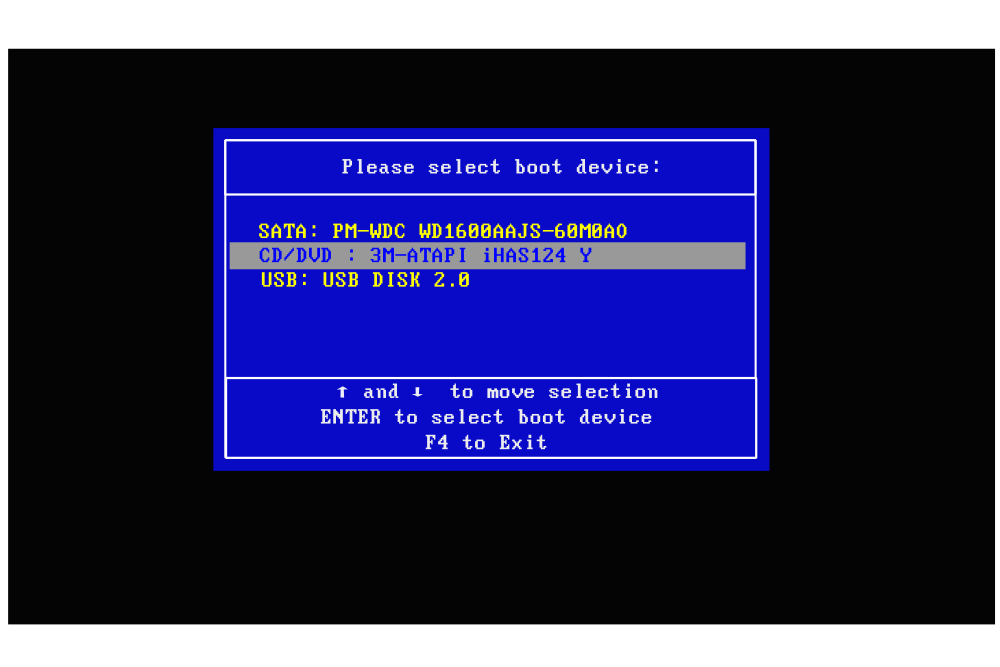 Please select boot device:
SATA: PM-WDC WD1600AAJS-60M0AO
CD/DVD : 3M-ATAPI iHAS124 Y
USB: USB DISK 2.0
↑ and ↓ to move selection
ENTER to select boot device
F4 to Exit